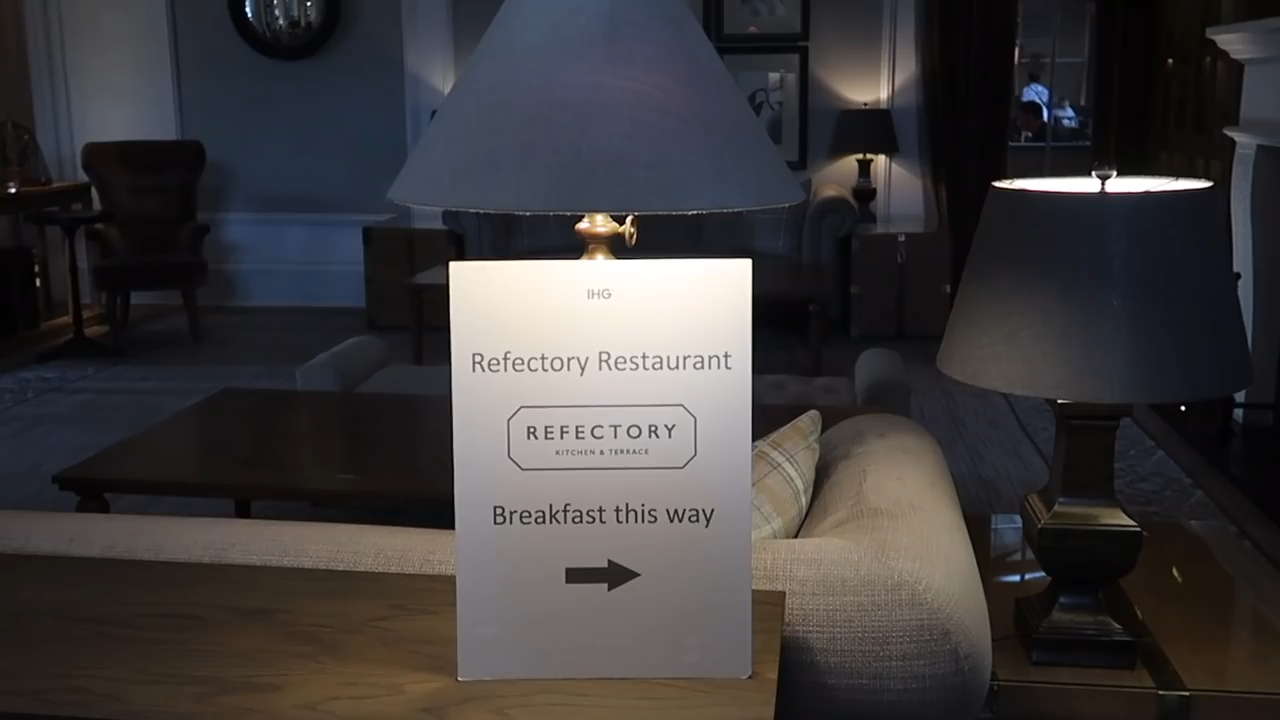 IHG
Refectory Restaurant
REFECTORY
KITCHEN & TERRACE
Breakfast this way